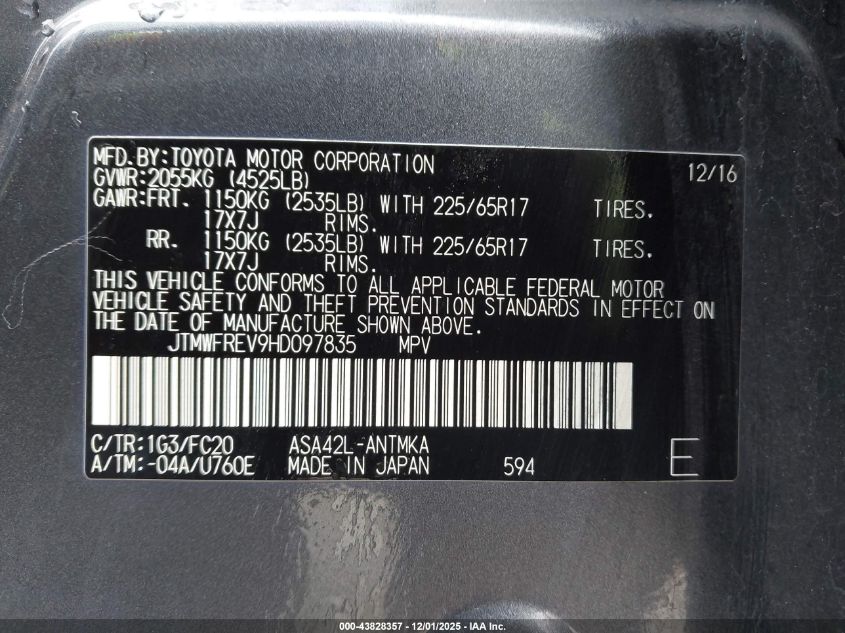 MFD.BY:TOYOTA MOTOR CORPORATION 12/16
GVWR:2055KG (4525LB)
GAWR:FRT. 1150KG (2535LB) WITH 225/65R17 TIRES.
17X7J RIMS.
RR. 1150KG (2535LB) WITH 225/65R17 TIRES.
17X7J RIMS.
THIS VEHICLE CONFORMS TO ALL APPLICABLE FEDERAL MOTOR
VEHICLE SAFETY AND THEFT PREVENTION STANDARDS IN EFFECT ON
THE DATE OF MANUFACTURE SHOWN ABOVE.
JTMWFREV9HD097835 MPV
C/TR:1G3/FC20 ASA42L-ANTMKA
A/TM:-04A/U760E MADE IN JAPAN 594 E
000-43828357 - 12/01/2025 - IAA Inc.